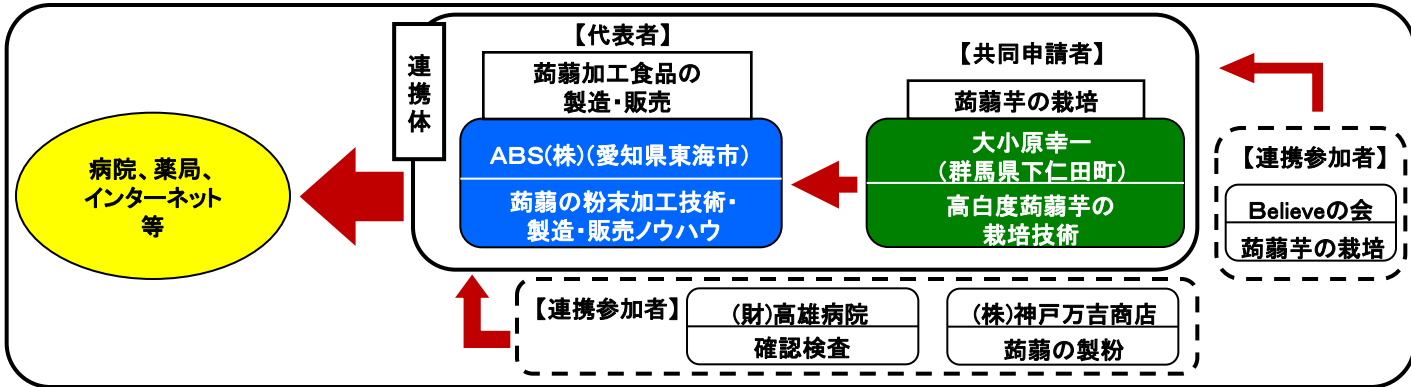 連携体
【代表者】
蒟蒻加工食品の
製造・販売
ABS(株)(愛知県東海市)
蒟蒻の粉末加工技術・
製造・販売ノウハウ
【共同申請者】
蒟蒻芋の栽培
大小原幸一
(群馬県下仁田町)
高白度蒟蒻芋の
栽培技術
病院、薬局、
インターネット
等
【連携参加者】
Believeの会
蒟蒻芋の栽培
【連携参加者】
(財)高雄病院
確認検査
(株)神戸万吉商店
蒟蒻の製粉